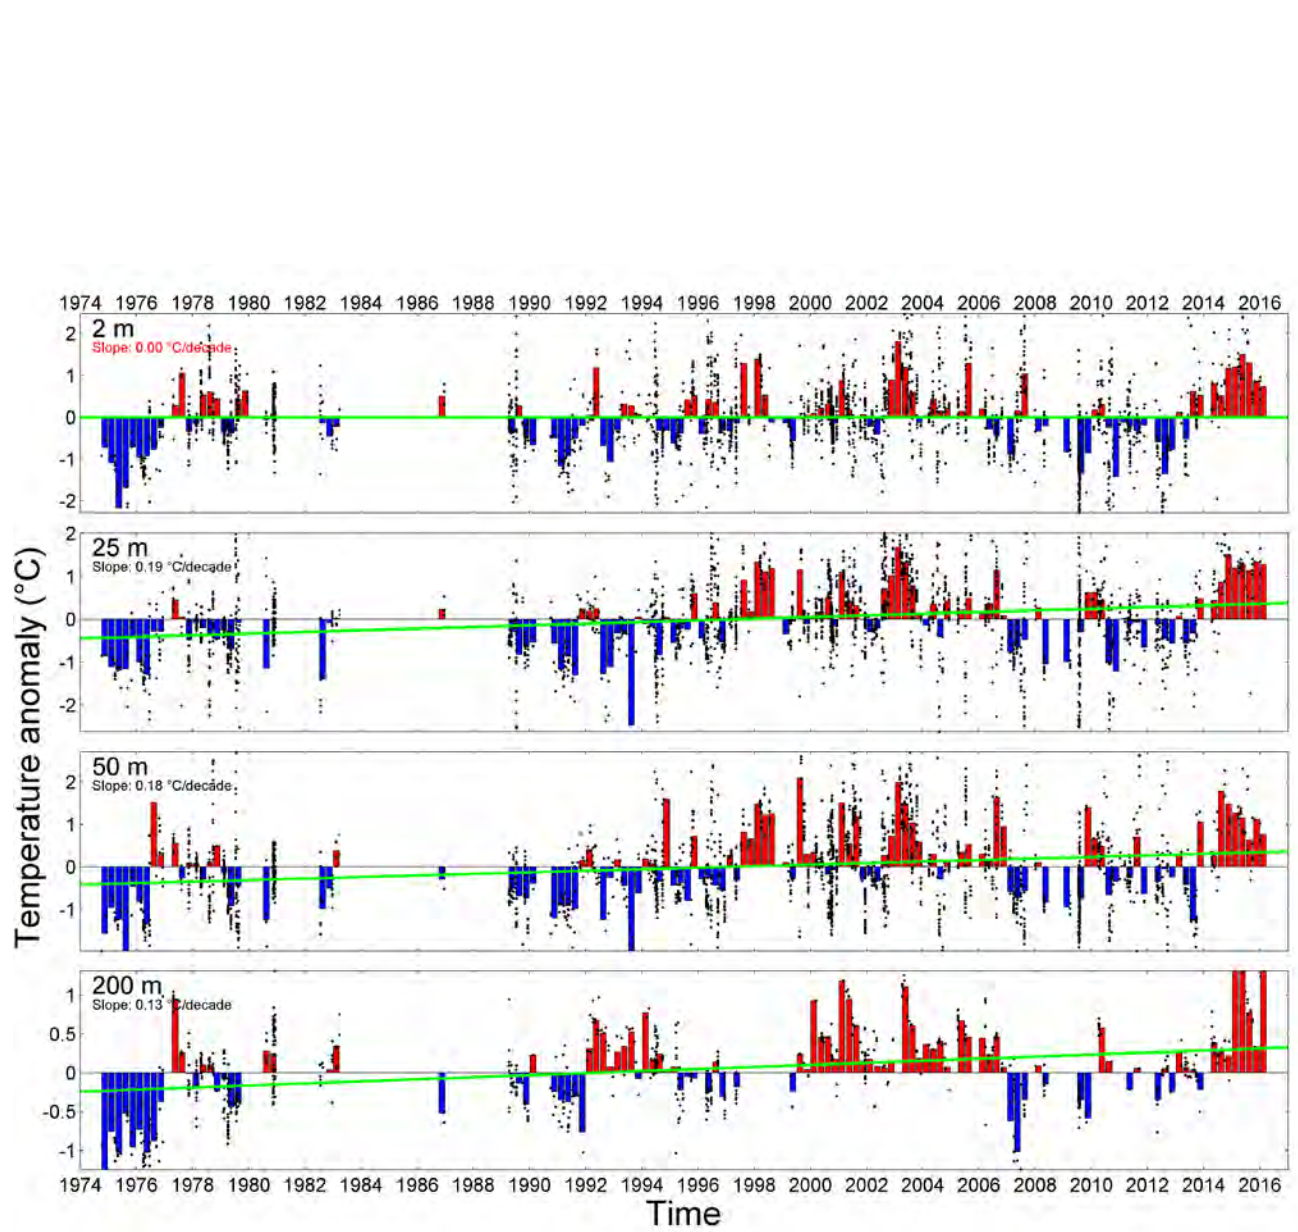 1974 1976 1978 1980 1982 1984 1986 1988 1990 1992 1994 1996 1998 2000 2002 2004 2006 2008 2010 2012 2014 2016
2 m
Slope: 0.00 °C/decade
2
1
0
-1
-2
25 m
Slope: 0.19 °C/decade
2
1
0
-1
-2
Temperature anomaly (°C)
50 m
Slope: 0.18 °C/decade
2
1
0
-1
200 m
Slope: 0.13 °C/decade
1
0.5
0
-0.5
-1
1974 1976 1978 1980 1982 1984 1986 1988 1990 1992 1994 1996 1998 2000 2002 2004 2006 2008 2010 2012 2014 2016
Time